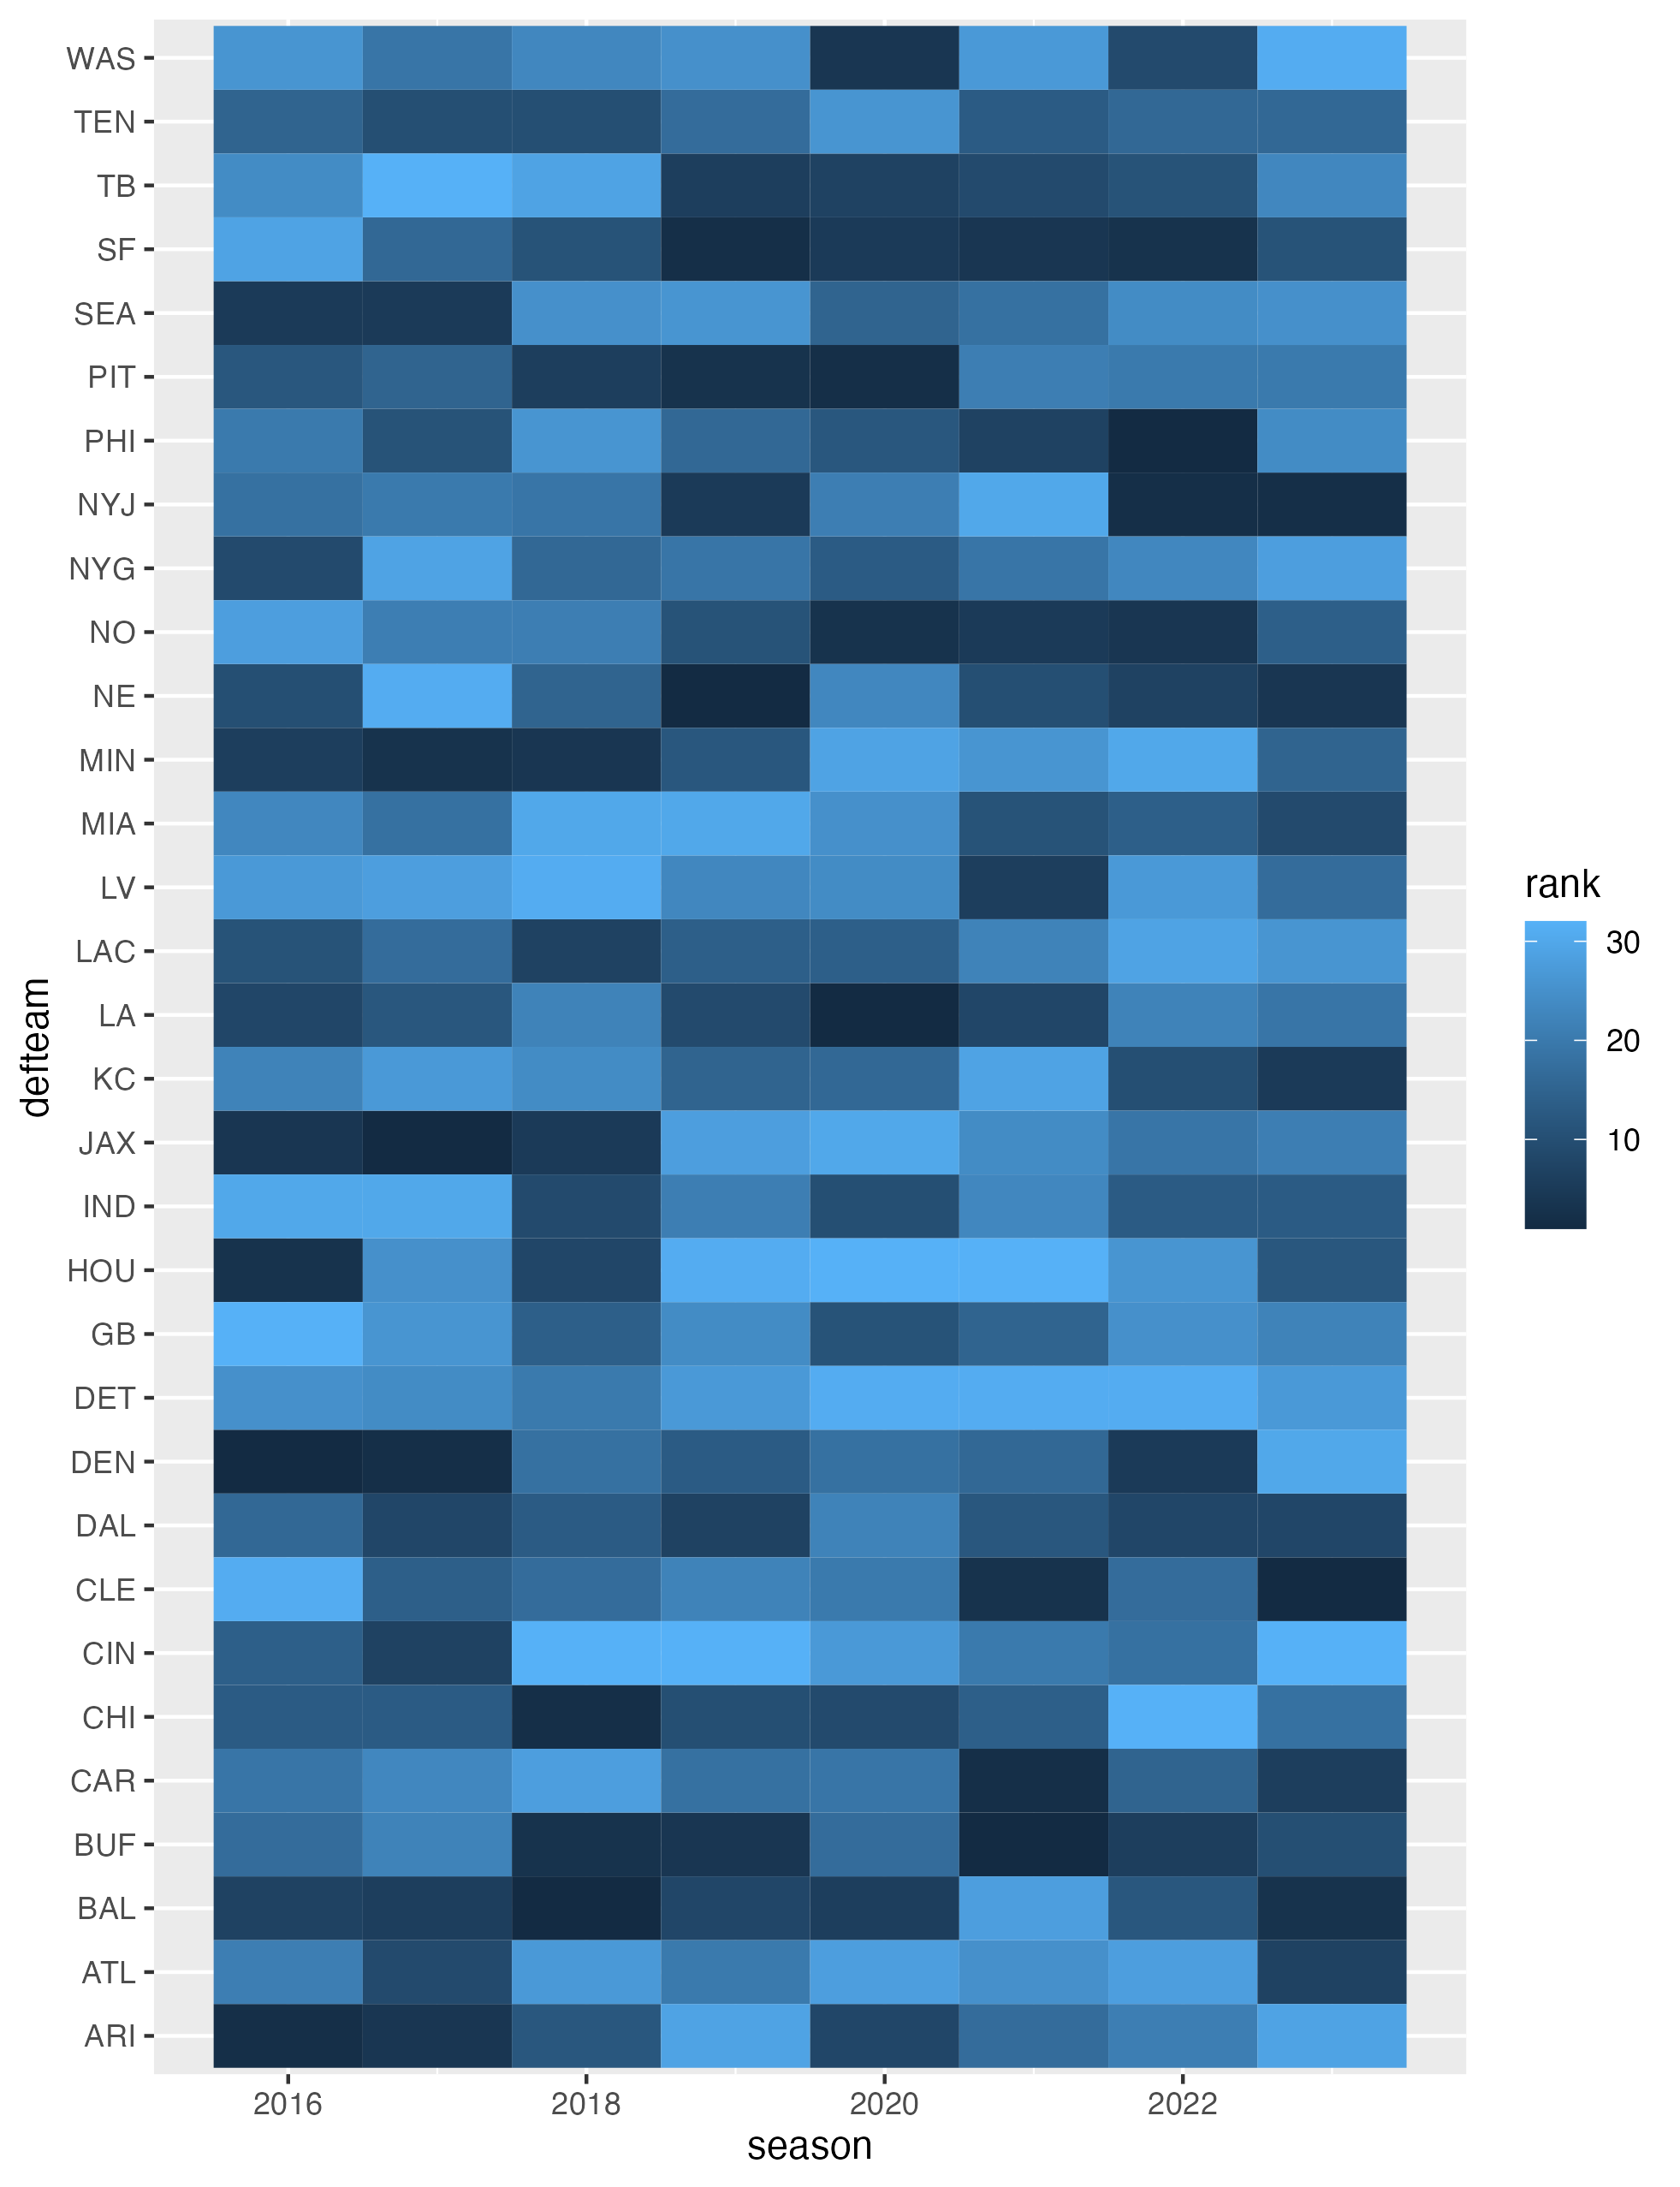 WAS
TEN
TB
SF
SEA
PIT
PHI
NYJ
NYG
NO
NE
MIN
MIA
LV
LAC
LA
KC
JAX
IND
HOU
GB
DET
DEN
DAL
CLE
CIN
CHI
CAR
BUF
BAL
ATL
ARI
defteam
2016 2018 2020 2022
season
rank
30
20
10